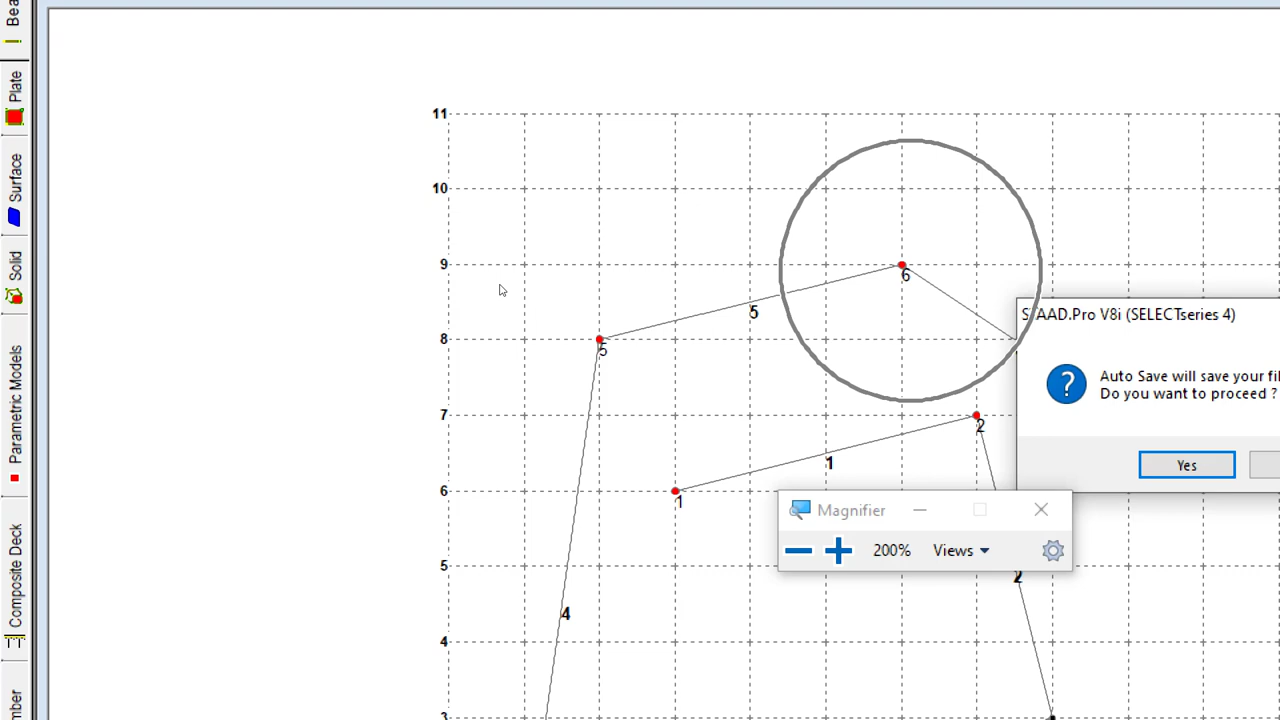 Bea
Plate
Surface
Solid
Parametric Models
Composite Deck
mber
11
10
9
8
7
6
5
4
3
6
5
5
2
1
1
4
2
STAAD.Pro V8i (SELECTseries 4)
Auto Save will save your fil
Do you want to proceed ?
Yes
Magnifier
200%
Views